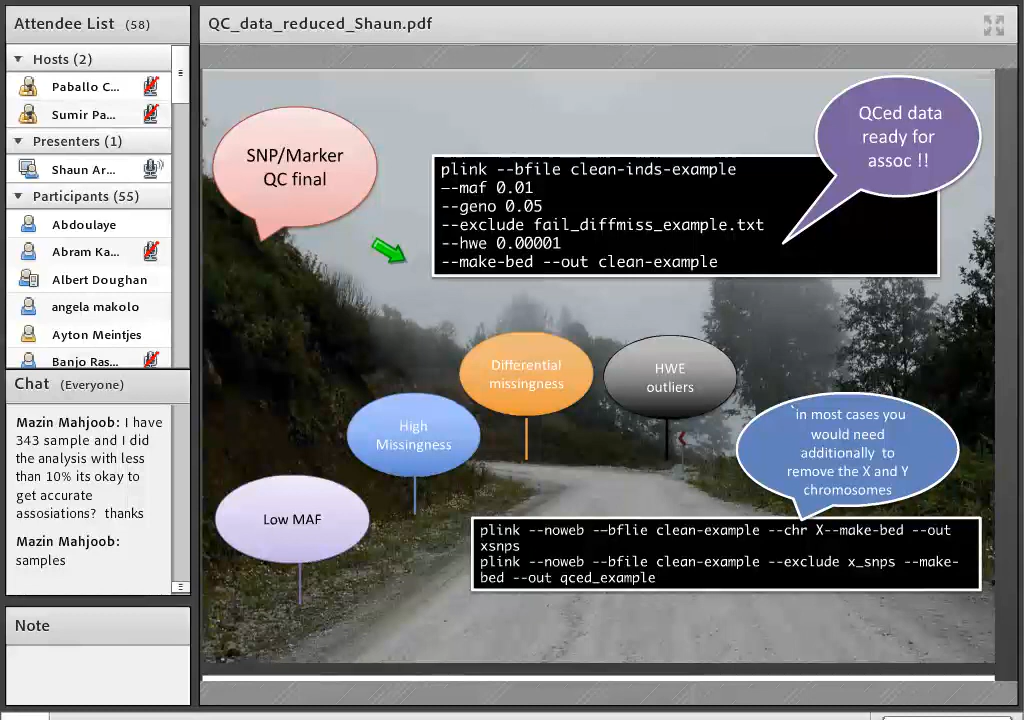 Attendee List (58)
Hosts (2)
Paballo C...
Sumir Pa...
Presenters (1)
Shaun Ar...
Participants (55)
Abdoulaye
Abram Ka...
Albert Doughan
angela makolo
Ayton Meintjes
Banjo Ras...
Chat (Everyone)
Mazin Mahjoob: I have
343 sample and I did
the analysis with less
than 10% its okay to
get accurate
assosiations? thanks
Mazin Mahjoob:
samples
Note
QC_data_reduced_Shaun.pdf
SNP/Marker
QC final
plink --bfile clean-inds-example
--maf 0.01
--geno 0.05
--exclude fail_diffmiss_example.txt
--hwe 0.00001
--make-bed --out clean-example
QCed data
ready for
assoc !!
Differential
missingness
HWE
outliers
High
Missingness
Low MAF
`in most cases you
would need
additionally to
remove the X and Y
chromosomes
plink --noweb --bflie clean-example --chr X--make-bed --out
xsnps
plink --noweb --bfile clean-example --exclude x_snps --make-
bed --out qced_example